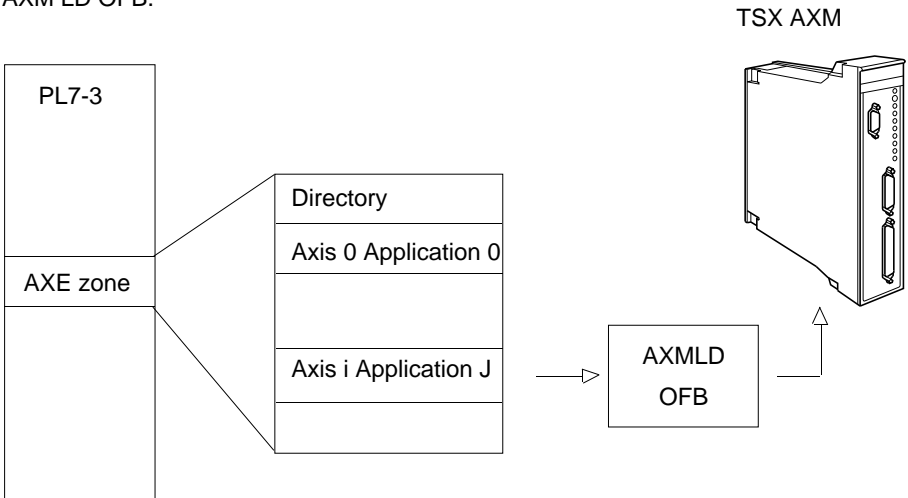 AXM LD OFB.
TSX AXM
PL7-3
Directory
Axis 0 Application 0
AXE zone
Axis i Application J
AXMLD
OFB